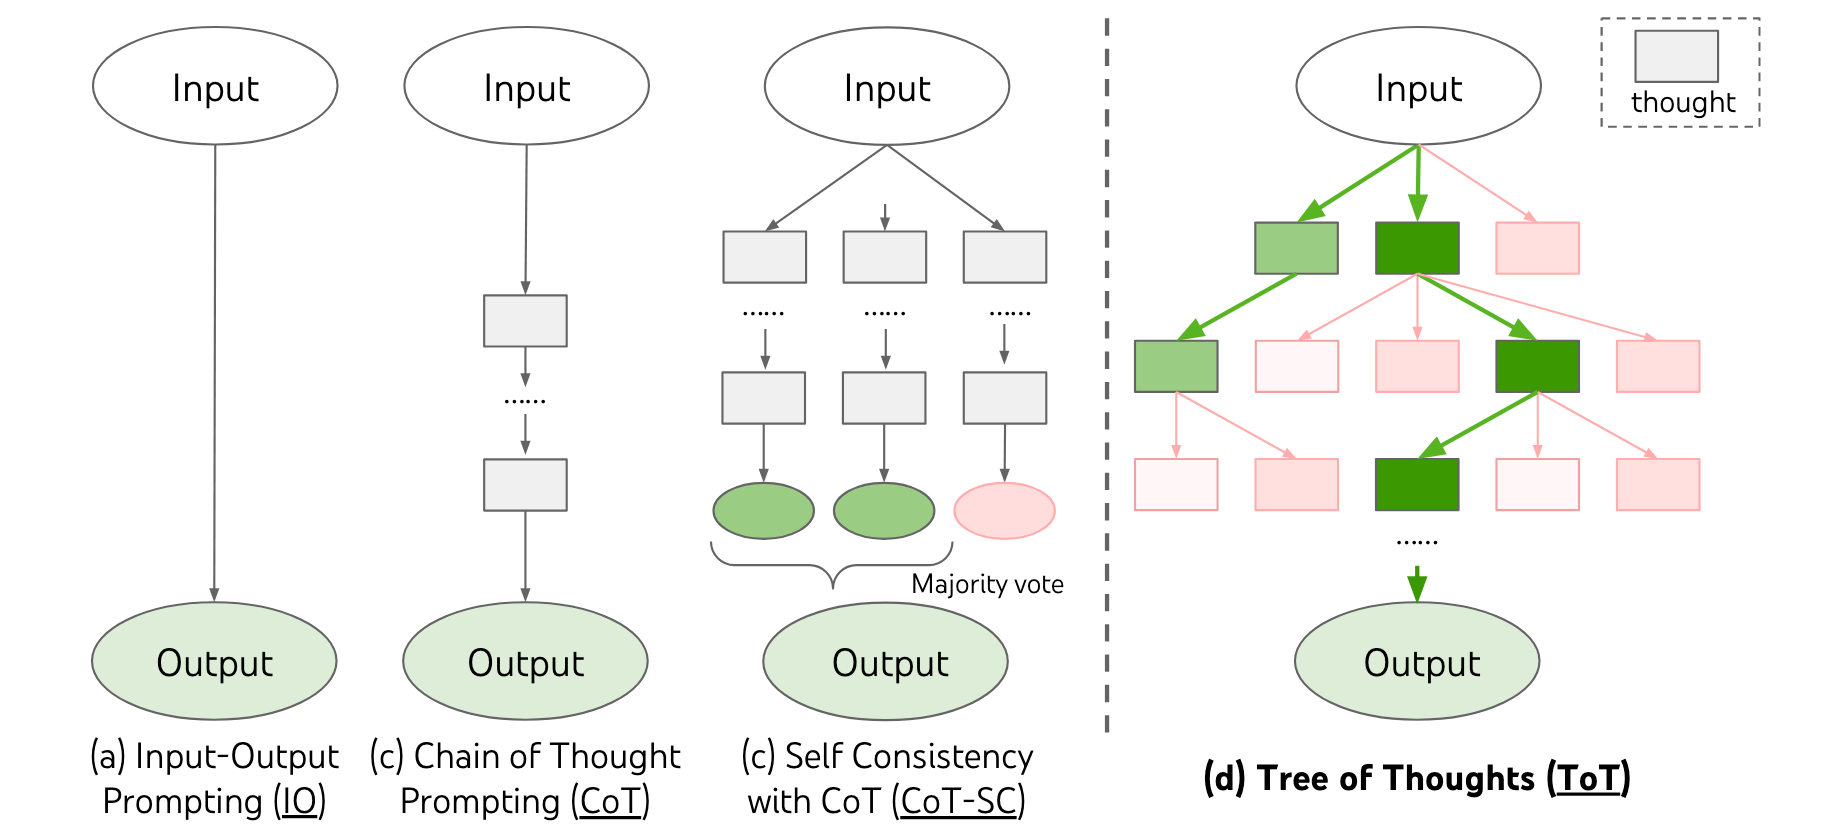 Input
Input
Input
Input
thought
……
……
……
……
……
Majority vote
Output
Output
Output
Output
(a) Input-Output
Prompting (IO)
(c) Chain of Thought
Prompting (CoT)
(c) Self Consistency
with CoT (CoT-SC)
(d) Tree of Thoughts (ToT)